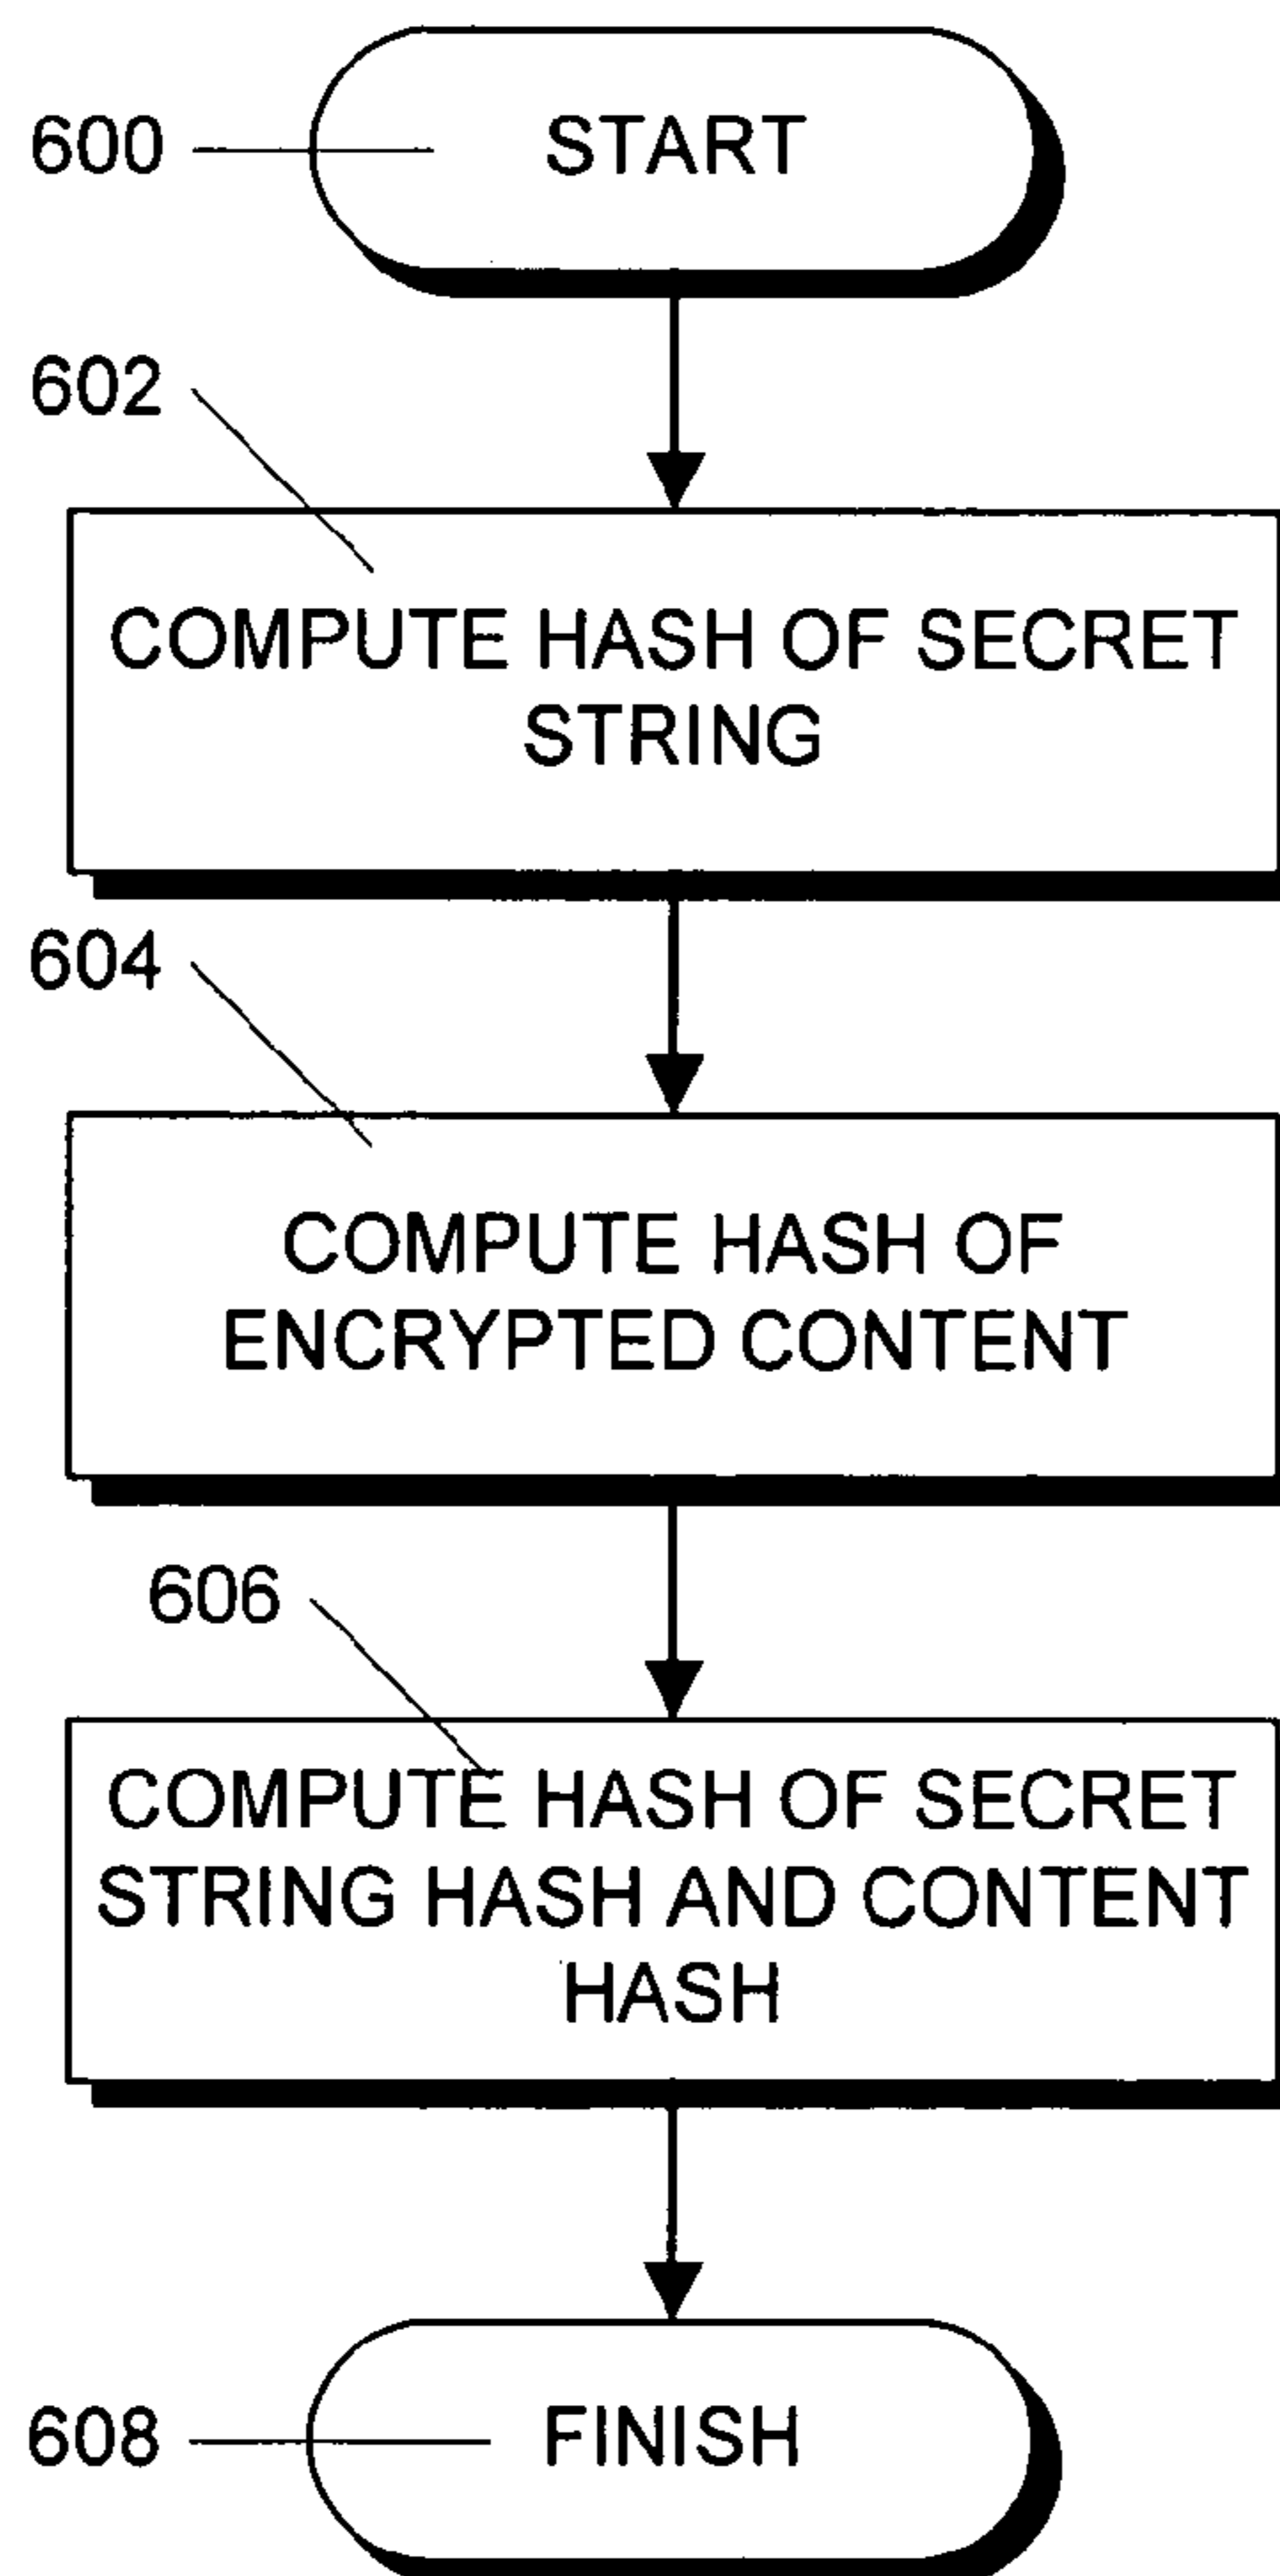 600
START
602
COMPUTE HASH OF SECRET
STRING
604
COMPUTE HASH OF
ENCRYPTED CONTENT
606
COMPUTE HASH OF SECRET
STRING HASH AND CONTENT
HASH
608
FINISH